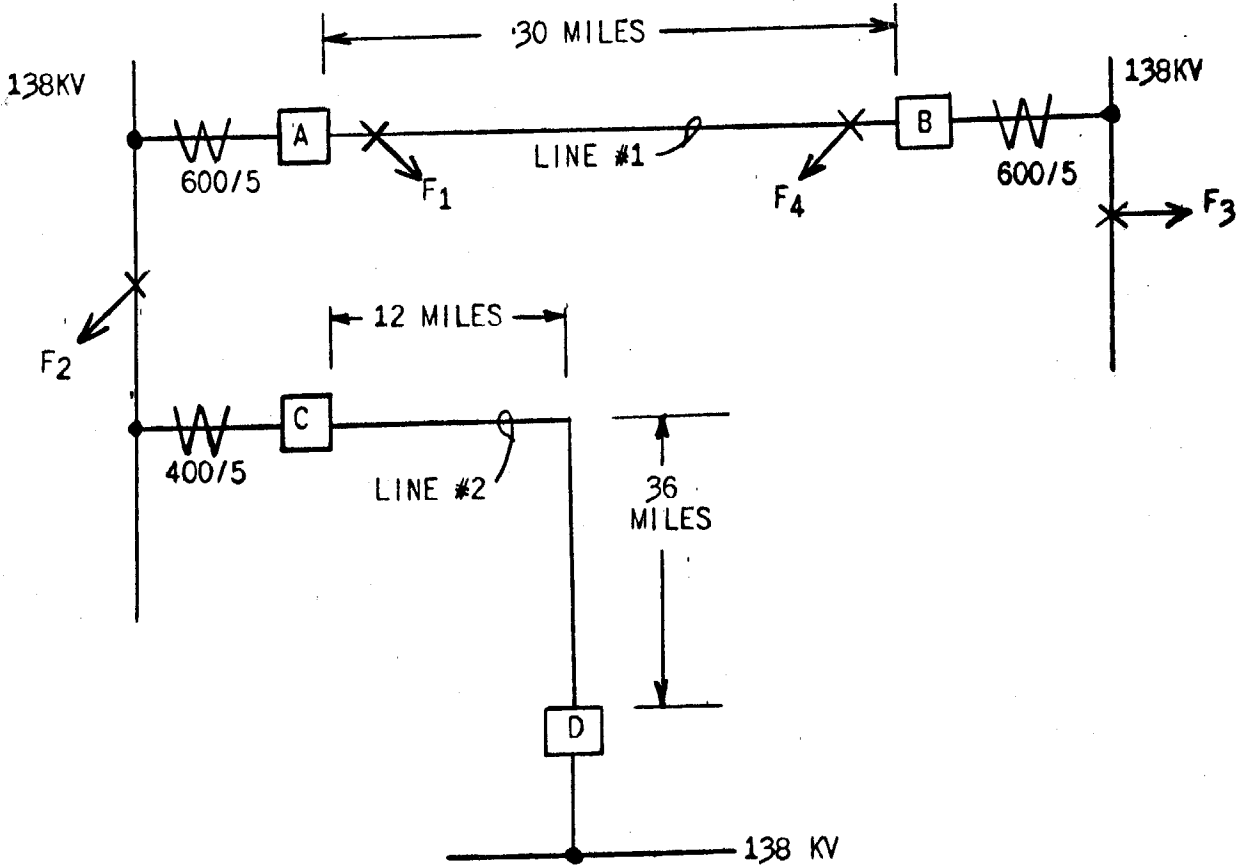 30 MILES
138KV
138KV
A
B
LINE #1
600/5
F1
F4
600/5
F3
12 MILES
F2
C
400/5
LINE #2
36
MILES
D
138 KV